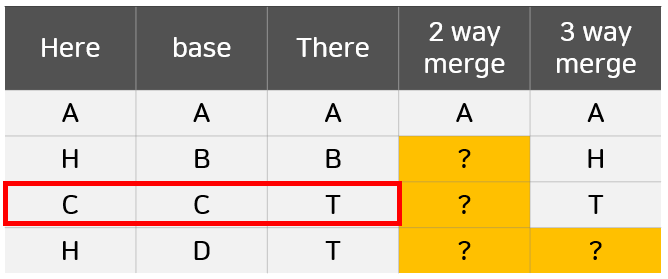 Here base There 2 way merge 3 way merge
A A A A A
H B B ? H
C C T ? T
H D T ? ?